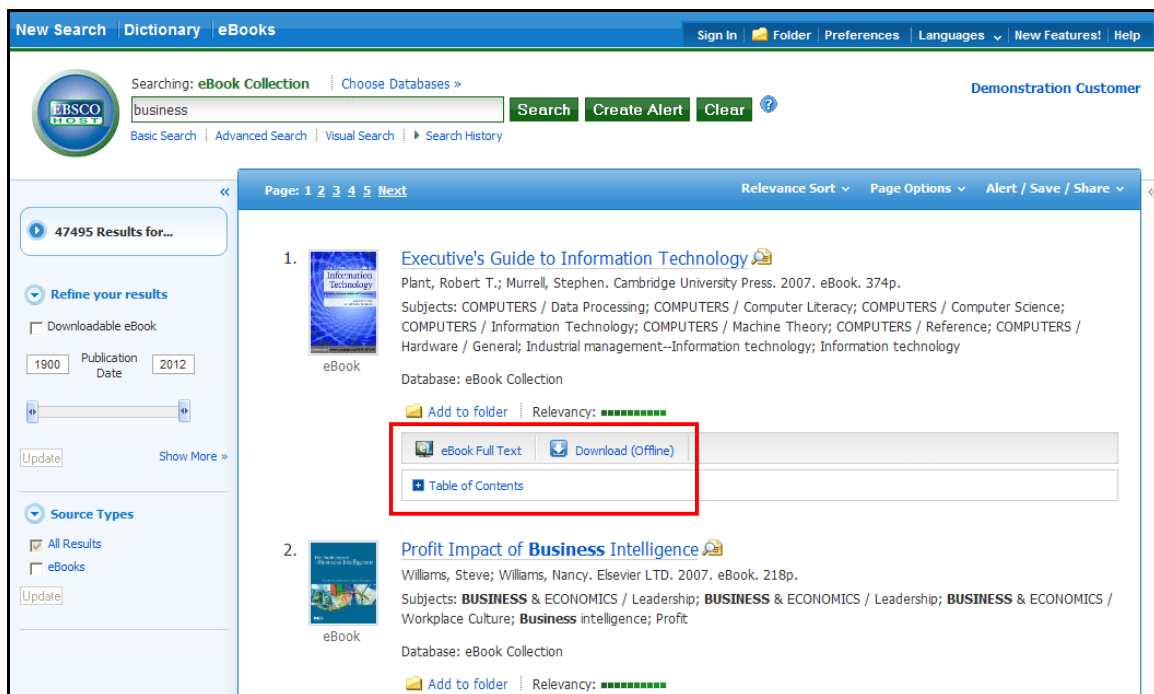 New Search Dictionary eBooks
Sign In Folder Preferences Languages New Features! Help
Searching: eBook Collection Choose Databases »
Demonstration Customer
EBSCO
HOST
business
Search Create Alert Clear ?
Basic Search Advanced Search Visual Search Search History
«
Page: 1 2 3 4 5 Next
Relevance Sort Page Options Alert / Save / Share
«
47495 Results for...
Refine your results
Downloadable eBook
1900 Publication Date 2012
Update
Show More »
Source Types
All Results
eBooks
Update
1.
Information
Technology
eBook
Executive's Guide to Information Technology
Plant, Robert T.; Murrell, Stephen. Cambridge University Press. 2007. eBook. 374p.
Subjects: COMPUTERS / Data Processing; COMPUTERS / Computer Literacy; COMPUTERS / Computer Science;
COMPUTERS / Information Technology; COMPUTERS / Machine Theory; COMPUTERS / Reference; COMPUTERS /
Hardware / General; Industrial management--Information technology; Information technology
Database: eBook Collection
Add to folder Relevancy:
eBook Full Text Download (Offline)
Table of Contents
2.
eBook
Profit Impact of Business Intelligence
Williams, Steve; Williams, Nancy. Elsevier LTD. 2007. eBook. 218p.
Subjects: BUSINESS & ECONOMICS / Leadership; BUSINESS & ECONOMICS / Leadership; BUSINESS & ECONOMICS /
Workplace Culture; Business intelligence; Profit
Database: eBook Collection
Add to folder Relevancy: